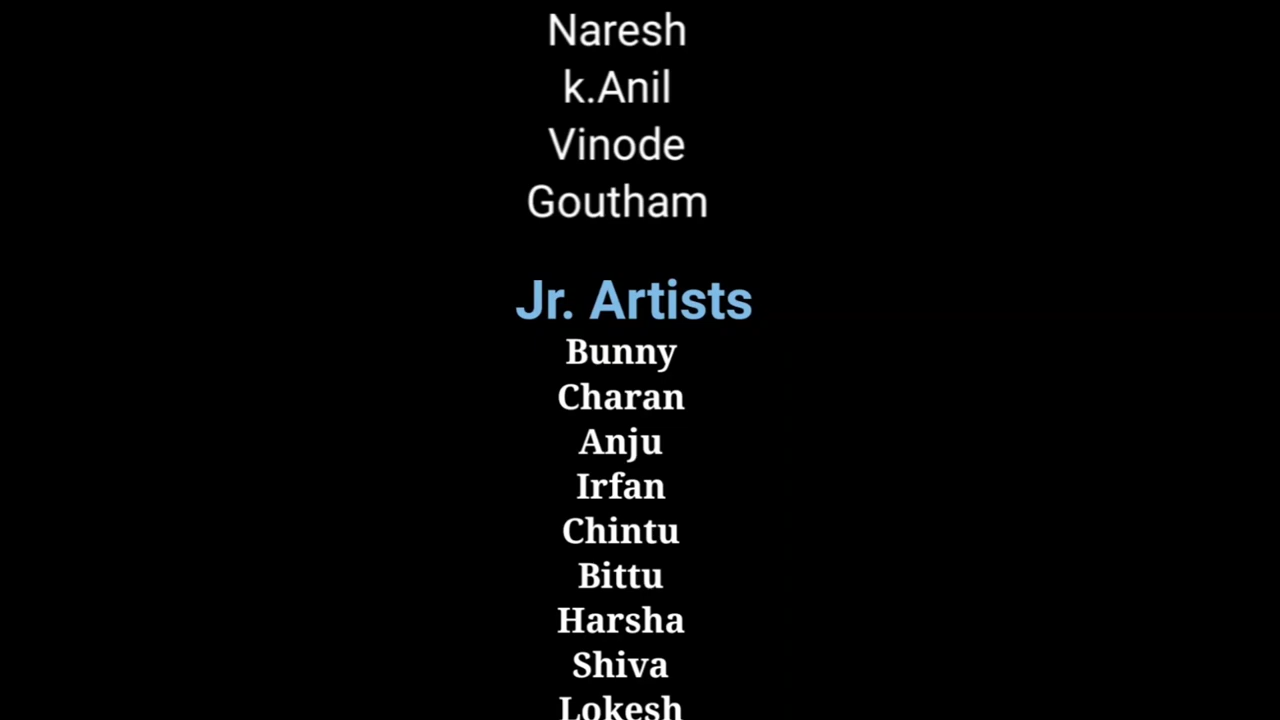 Naresh
k.Anil
Vinode
Goutham
Jr. Artists
Bunny
Charan
Anju
Irfan
Chintu
Bittu
Harsha
Shiva
Lokesh